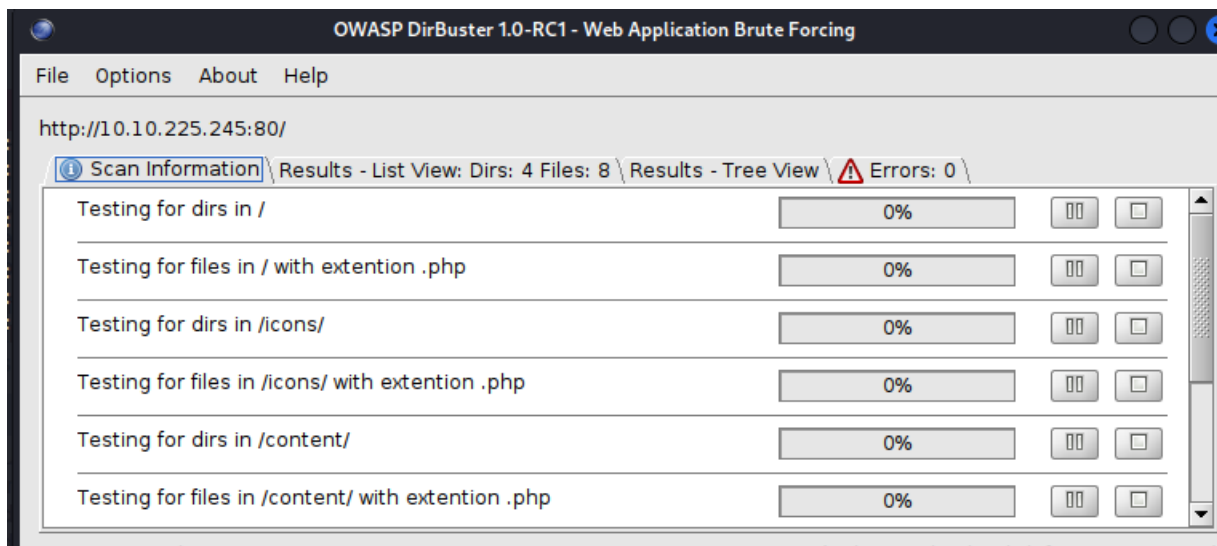 OWASP DirBuster 1.0-RC1 - Web Application Brute Forcing
File Options About Help
http://10.10.225.245:80/
Scan Information Results - List View: Dirs: 4 Files: 8 Results - Tree View Errors: 0
Testing for dirs in / 0%
Testing for files in / with extention .php 0%
Testing for dirs in /icons/ 0%
Testing for files in /icons/ with extention .php 0%
Testing for dirs in /content/ 0%
Testing for files in /content/ with extention .php 0%